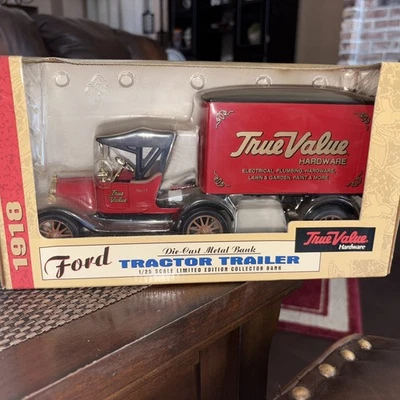 1918
True Value
HARDWARE
ELECTRICAL, PLUMBING, HARDWARE,
LAWN & GARDEN, PAINT & MORE
True
Value
Die-Cast Metal Bank
Ford
TRACTOR TRAILER
1/25 SCALE LIMITED EDITION COLLECTOR BANK
True Value
Hardware